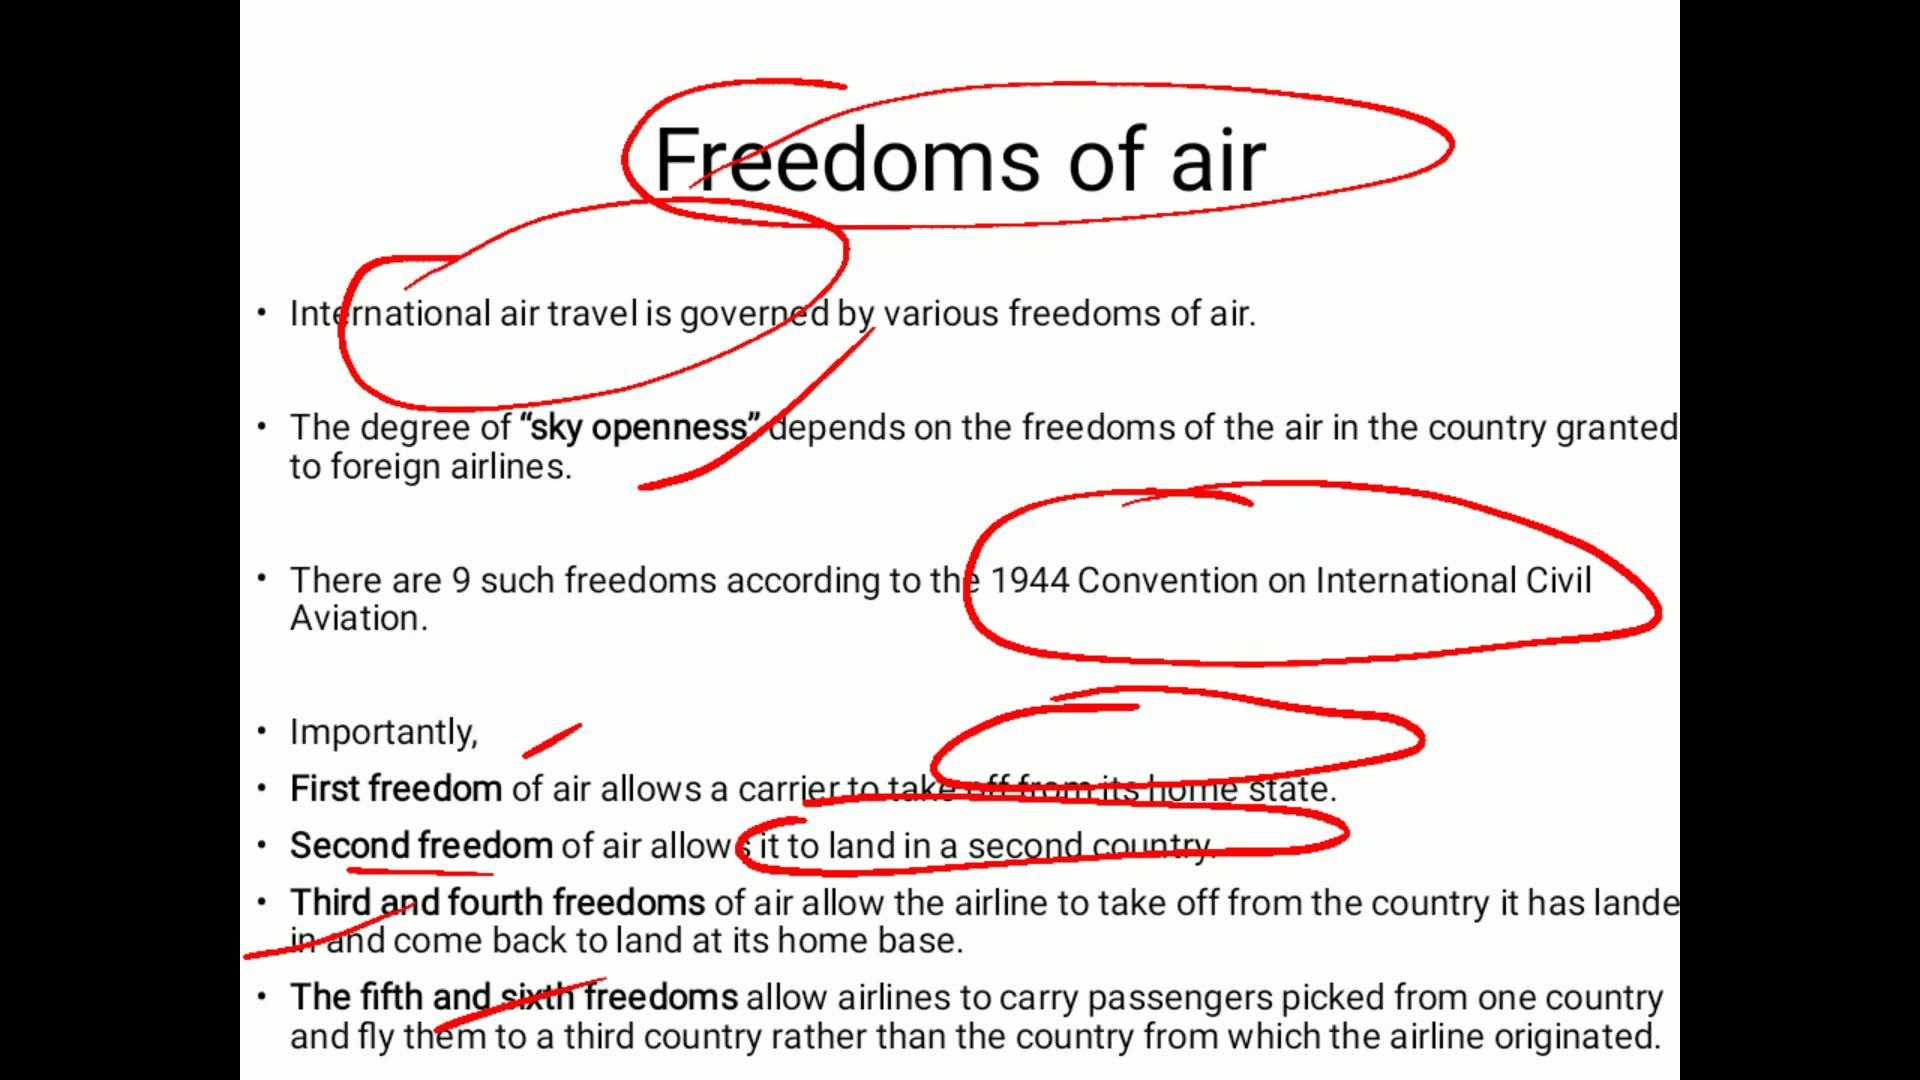 Freedoms of air
• International air travel is governed by various freedoms of air.
• The degree of “sky openness” depends on the freedoms of the air in the country granted
to foreign airlines.
• There are 9 such freedoms according to the 1944 Convention on International Civil
Aviation.
• Importantly,
• First freedom of air allows a carrier to take off from its home state.
• Second freedom of air allows it to land in a second country.
• Third and fourth freedoms of air allow the airline to take off from the country it has lande
in and come back to land at its home base.
• The fifth and sixth freedoms allow airlines to carry passengers picked from one country
and fly them to a third country rather than the country from which the airline originated.